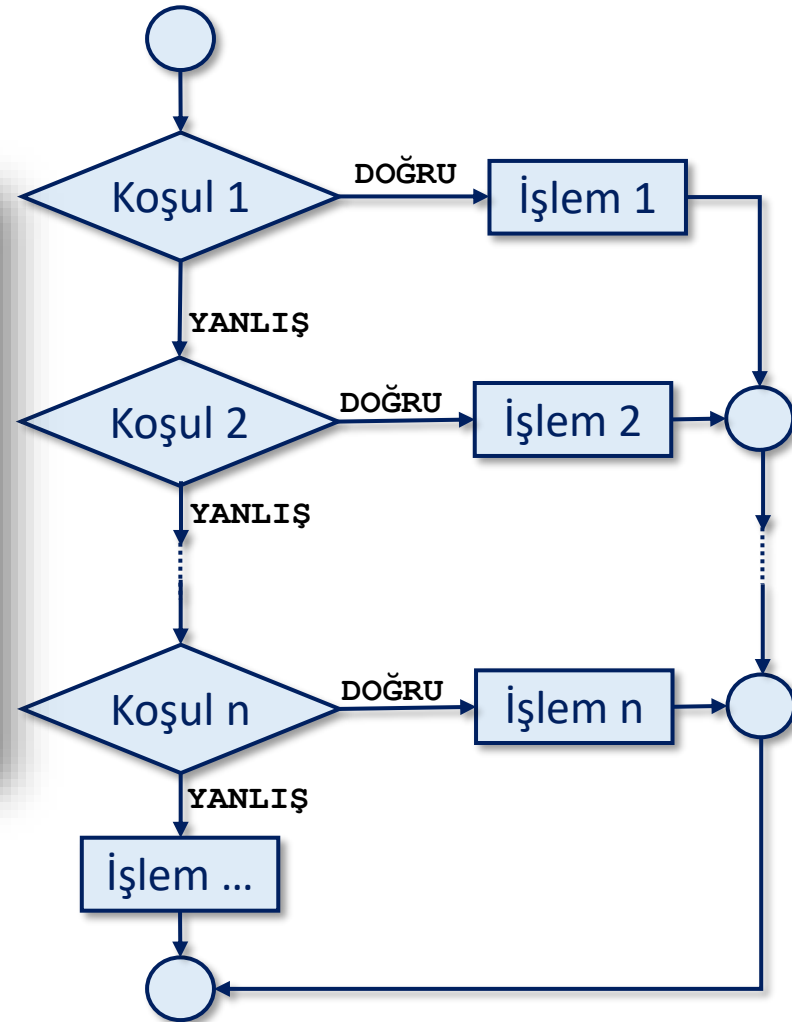 Koşul 1
DOĞRU
İşlem 1
YANLIŞ
Koşul 2
DOĞRU
İşlem 2
YANLIŞ
Koşul n
DOĞRU
İşlem n
YANLIŞ
İşlem ...